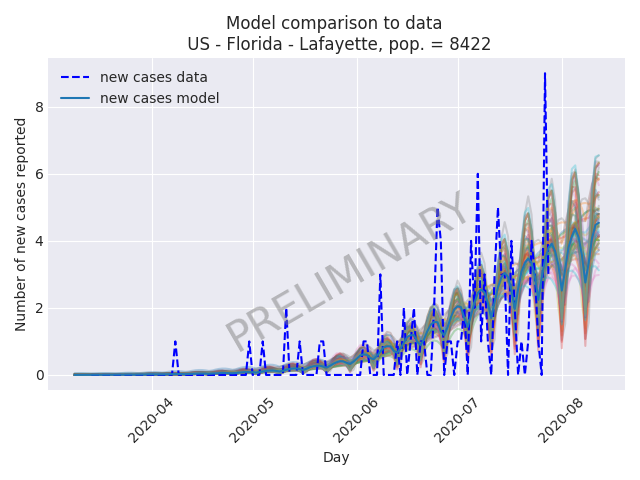 Model comparison to data
US - Florida - Lafayette, pop. = 8422
new cases data
new cases model
PRELIMINARY
Number of new cases reported
8
6
4
2
0
2020-04
2020-05
2020-06
2020-07
2020-08
Day